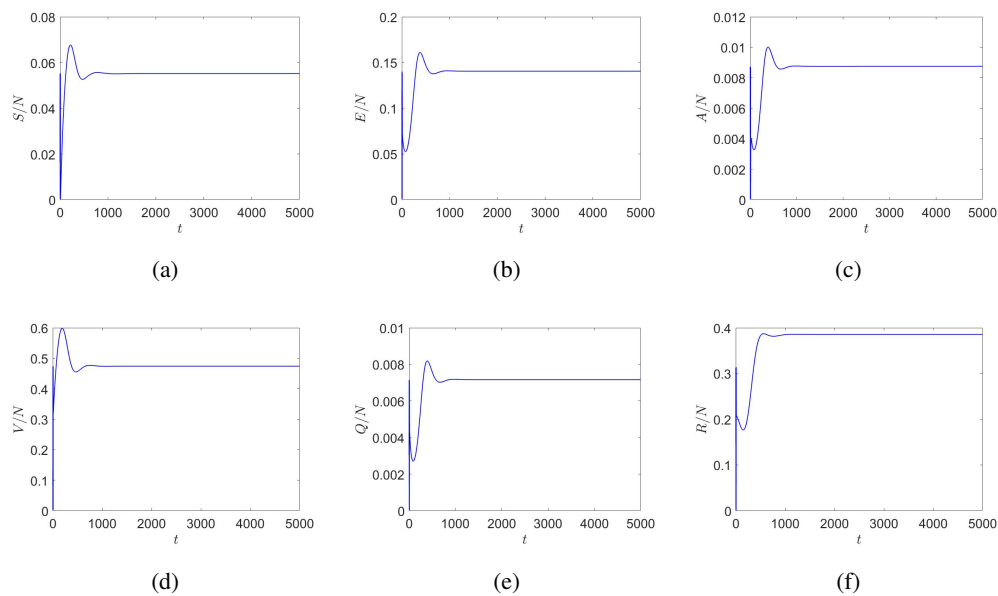 0.08
0.06
0.04
0.02
0
S/N
0 1000 2000 3000 4000 5000
t
(a)
0.2
0.15
0.1
0.05
0
E/N
0 1000 2000 3000 4000 5000
t
(b)
0.012
0.01
0.008
0.006
0.004
0.002
0
A/N
0 1000 2000 3000 4000 5000
t
(c)
0.6
0.5
0.4
0.3
0.2
0.1
0
V/N
0 1000 2000 3000 4000 5000
t
(d)
0.01
0.008
0.006
0.004
0.002
0
Q/N
0 1000 2000 3000 4000 5000
t
(e)
0.4
0.3
0.2
0.1
0
R/N
0 1000 2000 3000 4000 5000
t
(f)